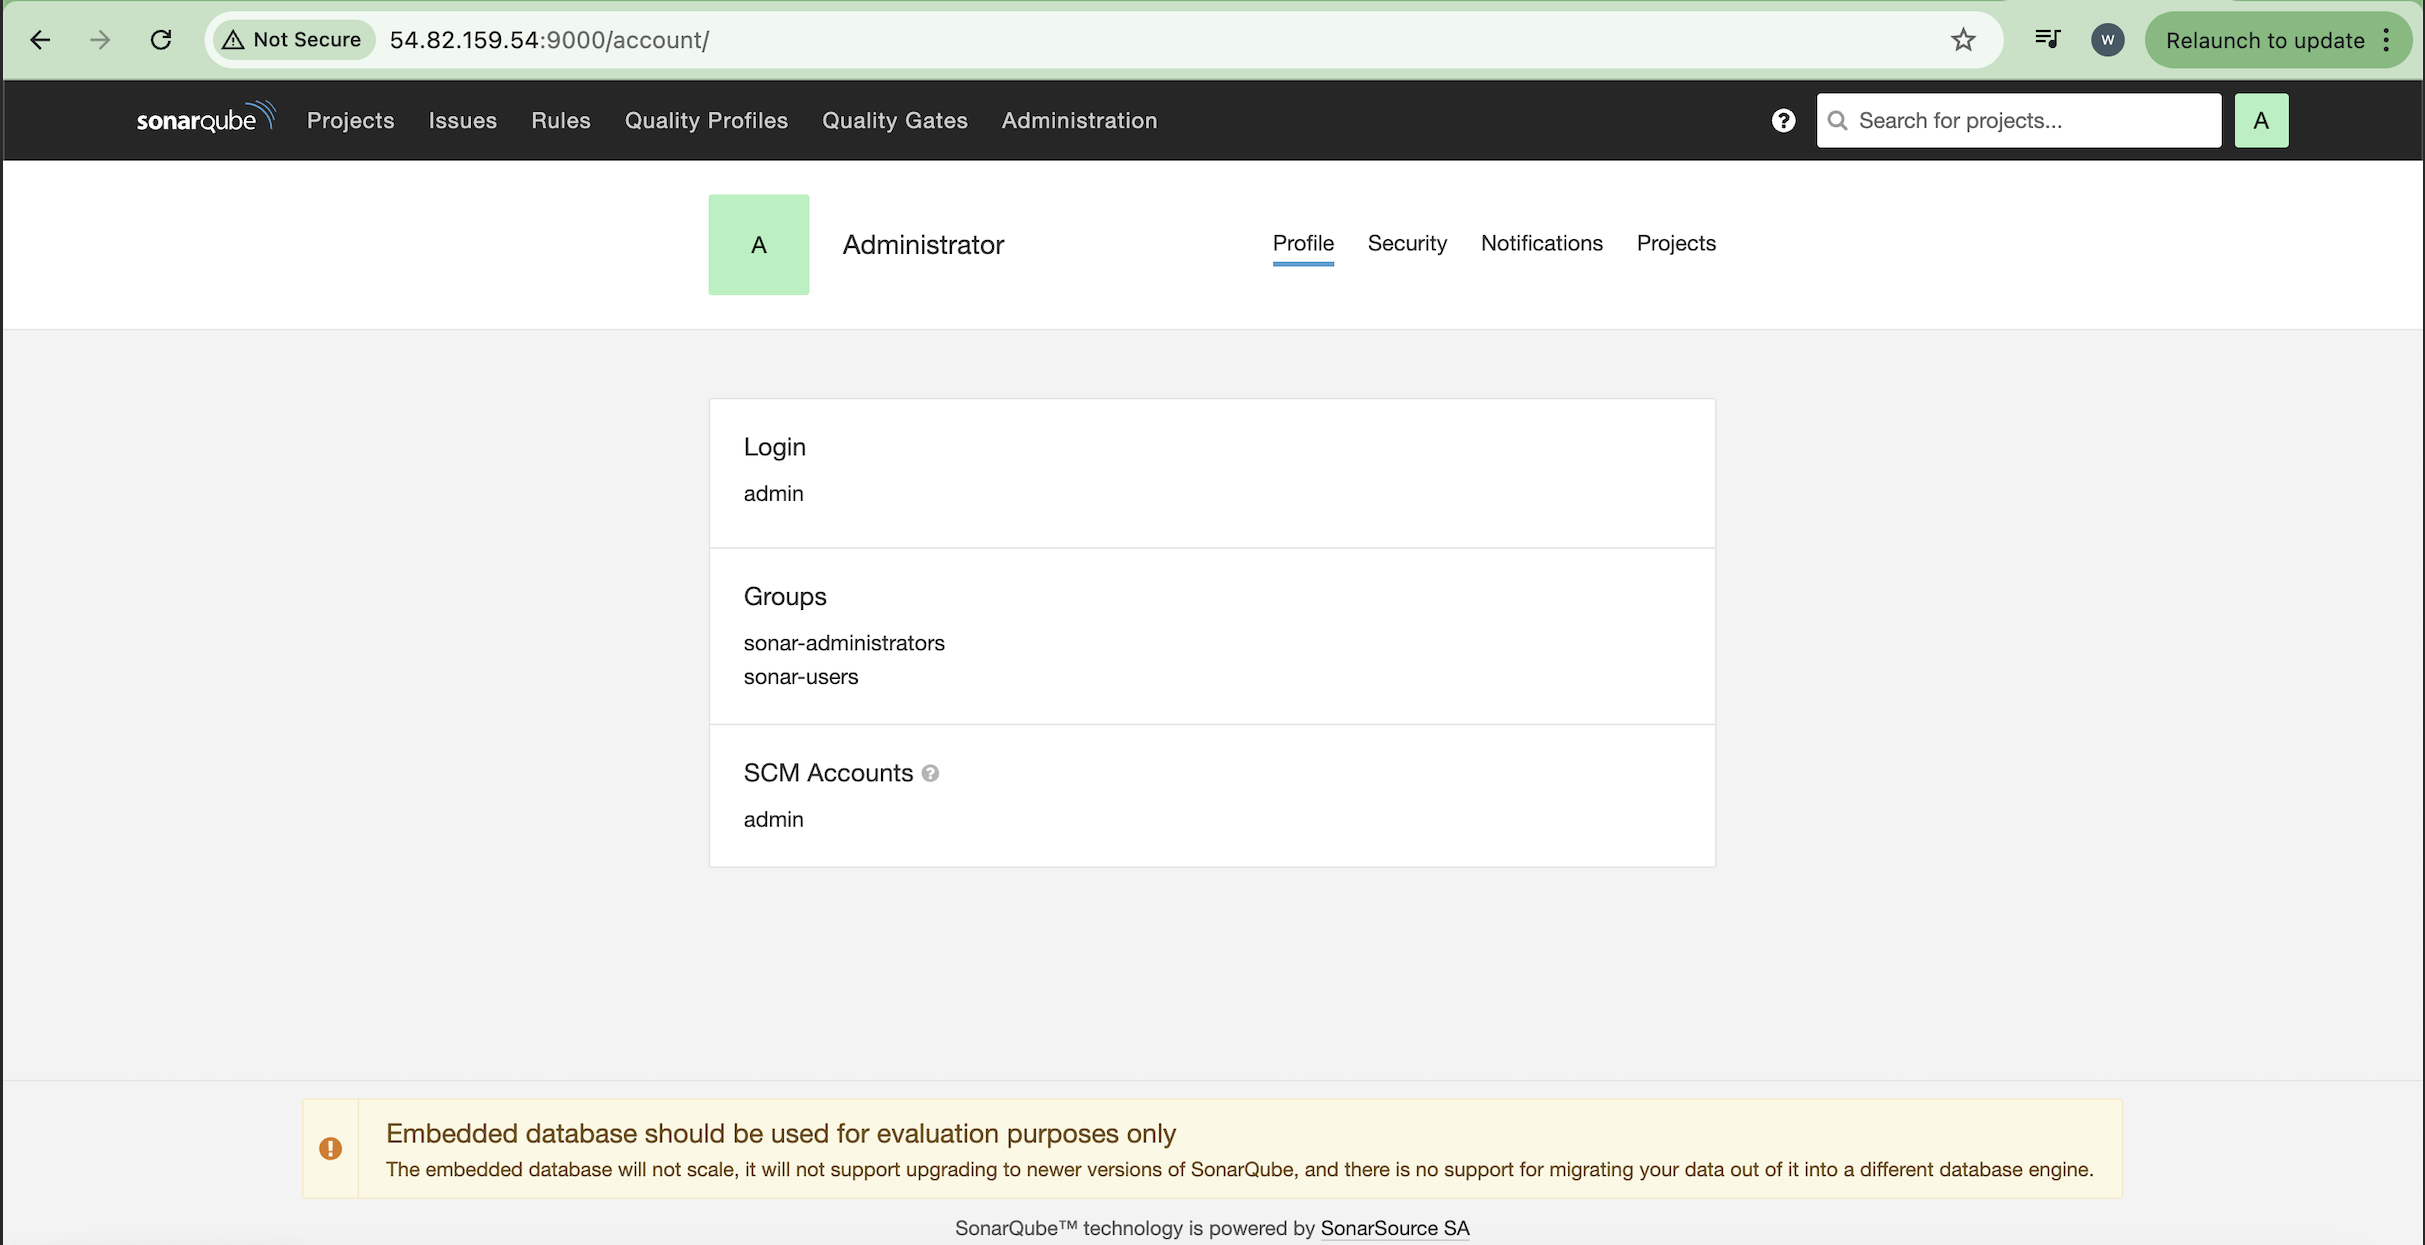 Not Secure 54.82.159.54:9000/account/ W Relaunch to update
sonarqube Projects Issues Rules Quality Profiles Quality Gates Administration ? Search for projects... A
A Administrator Profile Security Notifications Projects
Login
admin
Groups
sonar-administrators
sonar-users
SCM Accounts ?
admin
Embedded database should be used for evaluation purposes only
The embedded database will not scale, it will not support upgrading to newer versions of SonarQube, and there is no support for migrating your data out of it into a different database engine.
SonarQube™ technology is powered by SonarSource SA